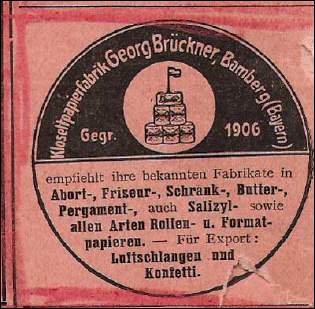 Klosettpapierfabrik Georg Brückner, Bamberg (Bayern)
Gegr. 1906
empfiehlt ihre bekannten Fabrikate in
Abort-, Friseur-, Schrank-, Butter-,
Pergament-, auch Salizyl- sowie
allen Arten Rollen- u. Format-
papieren. — Für Export:
Luftschlangen und
Konfetti.